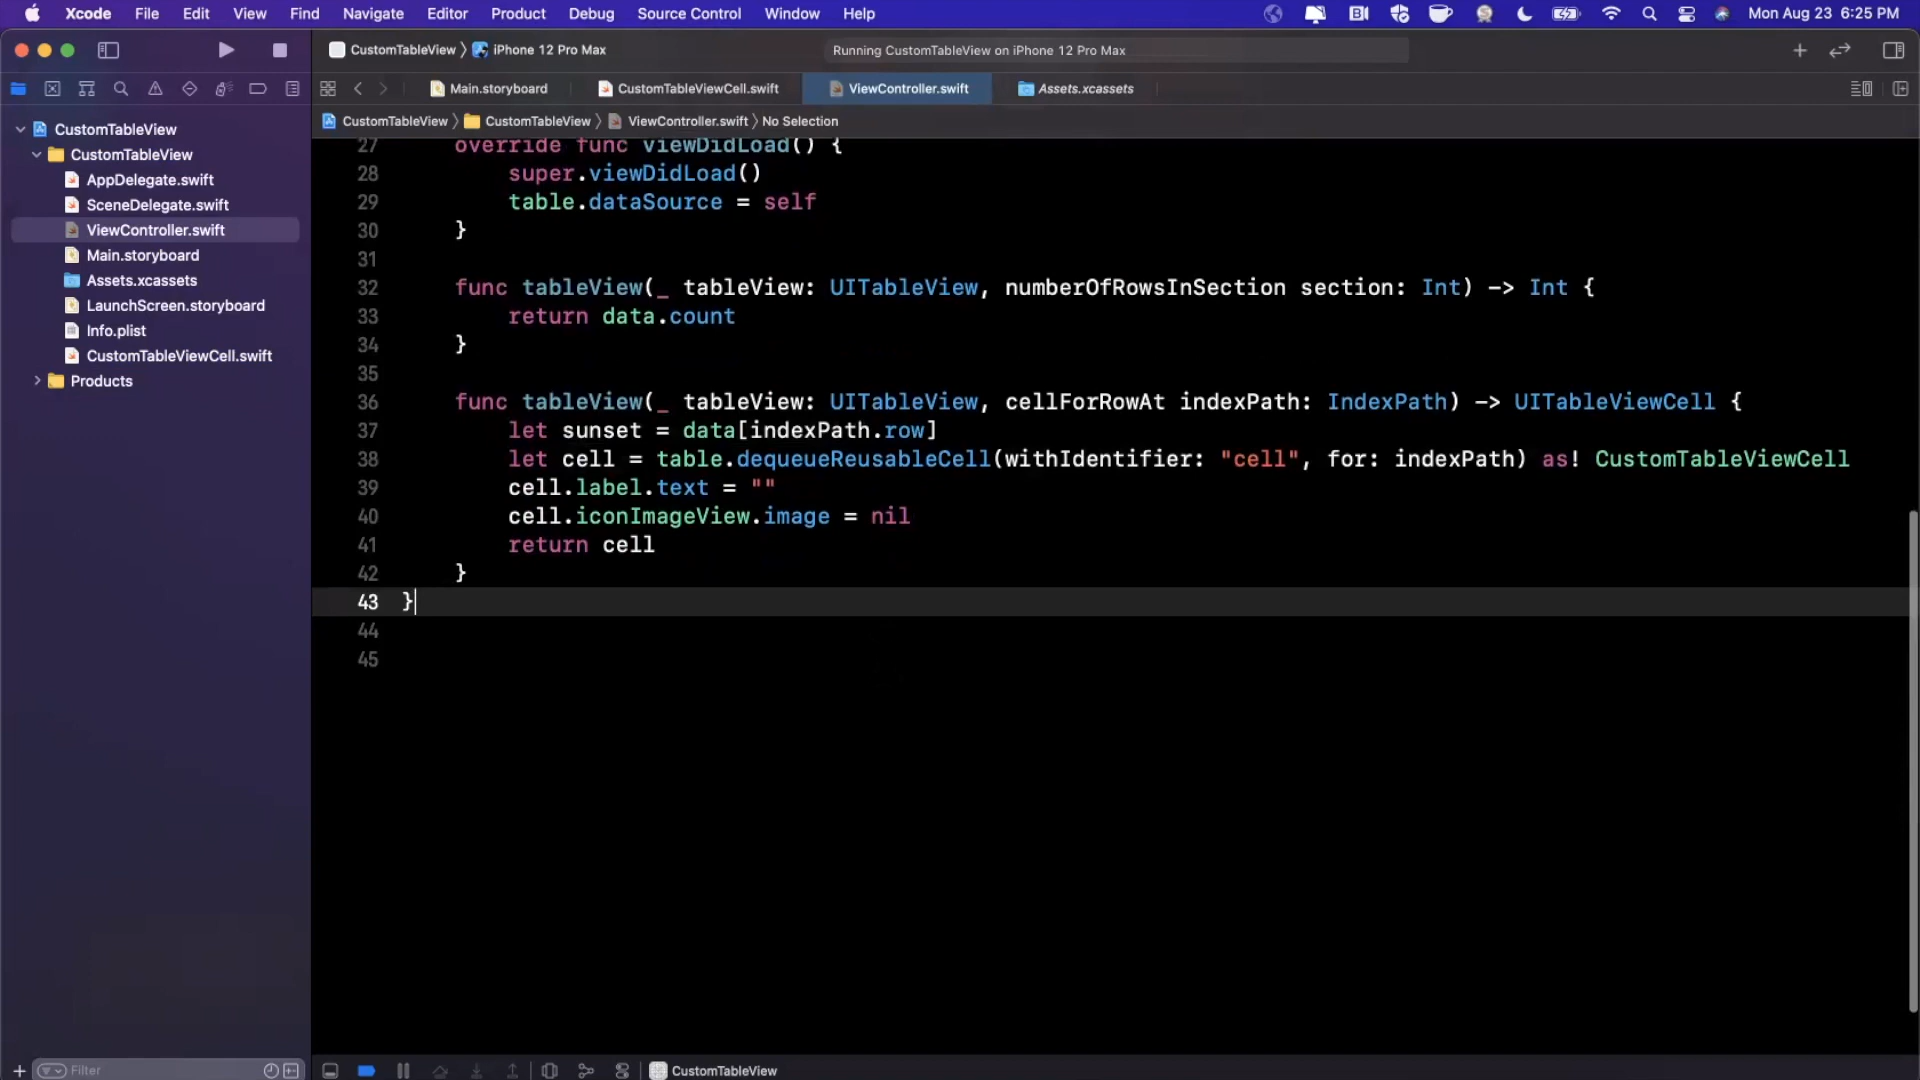 Xcode File Edit View Find Navigate Editor Product Debug Source Control Window Help Mon Aug 23 6:25 PM
CustomTableView iPhone 12 Pro Max Running CustomTableView on iPhone 12 Pro Max
Main.storyboard CustomTableViewCell.swift ViewController.swift Assets.xcassets
CustomTableView CustomTableView ViewController.swift No Selection
CustomTableView
CustomTableView
AppDelegate.swift
SceneDelegate.swift
ViewController.swift
Main.storyboard
Assets.xcassets
LaunchScreen.storyboard
Info.plist
CustomTableViewCell.swift
Products
27 override func viewDidLoad() {
28 super.viewDidLoad()
29 table.dataSource = self
30 }
31
32 func tableView(_ tableView: UITableView, numberOfRowsInSection section: Int) -> Int {
33 return data.count
34 }
35
36 func tableView(_ tableView: UITableView, cellForRowAt indexPath: IndexPath) -> UITableViewCell {
37 let sunset = data[indexPath.row]
38 let cell = table.dequeueReusableCell(withIdentifier: "cell", for: indexPath) as! CustomTableViewCell
39 cell.label.text = ""
40 cell.iconImageView.image = nil
41 return cell
42 }
43 }
44
45
Filter CustomTableView